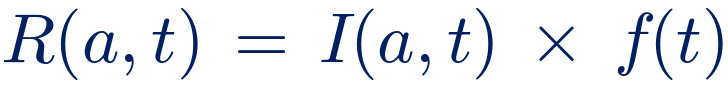 R(a, t) = I(a, t) × f(t)